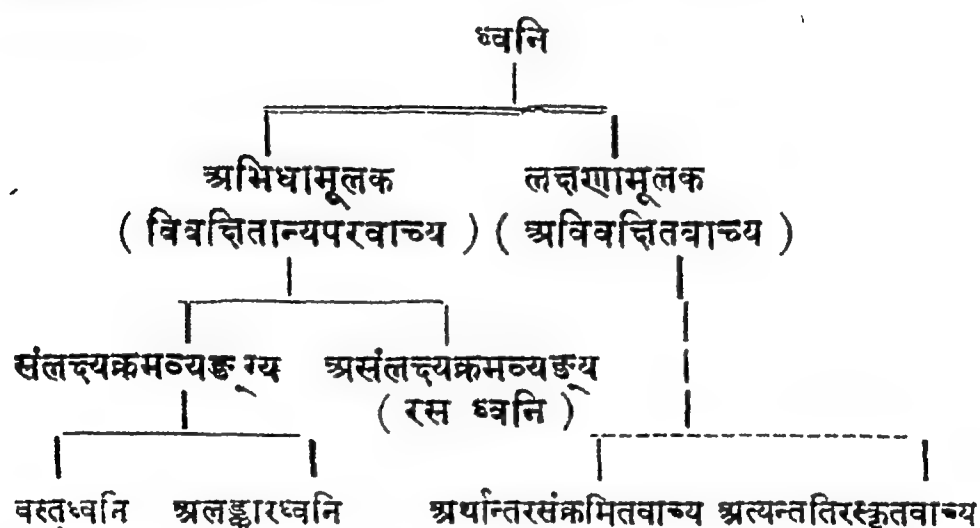 ध्वनि
अभिधामूलक लक्षणामूलक
( विवक्षितान्यपरवाच्य ) ( अविवक्षितवाच्य )
संलक्ष्यक्रमव्यङ्ग्य असंलक्ष्यक्रमव्यङ्य
( रस ध्वनि )
वस्तुध्वनि अलङ्कारध्वनि अर्थान्तरसंक्रमितवाच्य अत्यन्ततिरस्कृतवाच्य